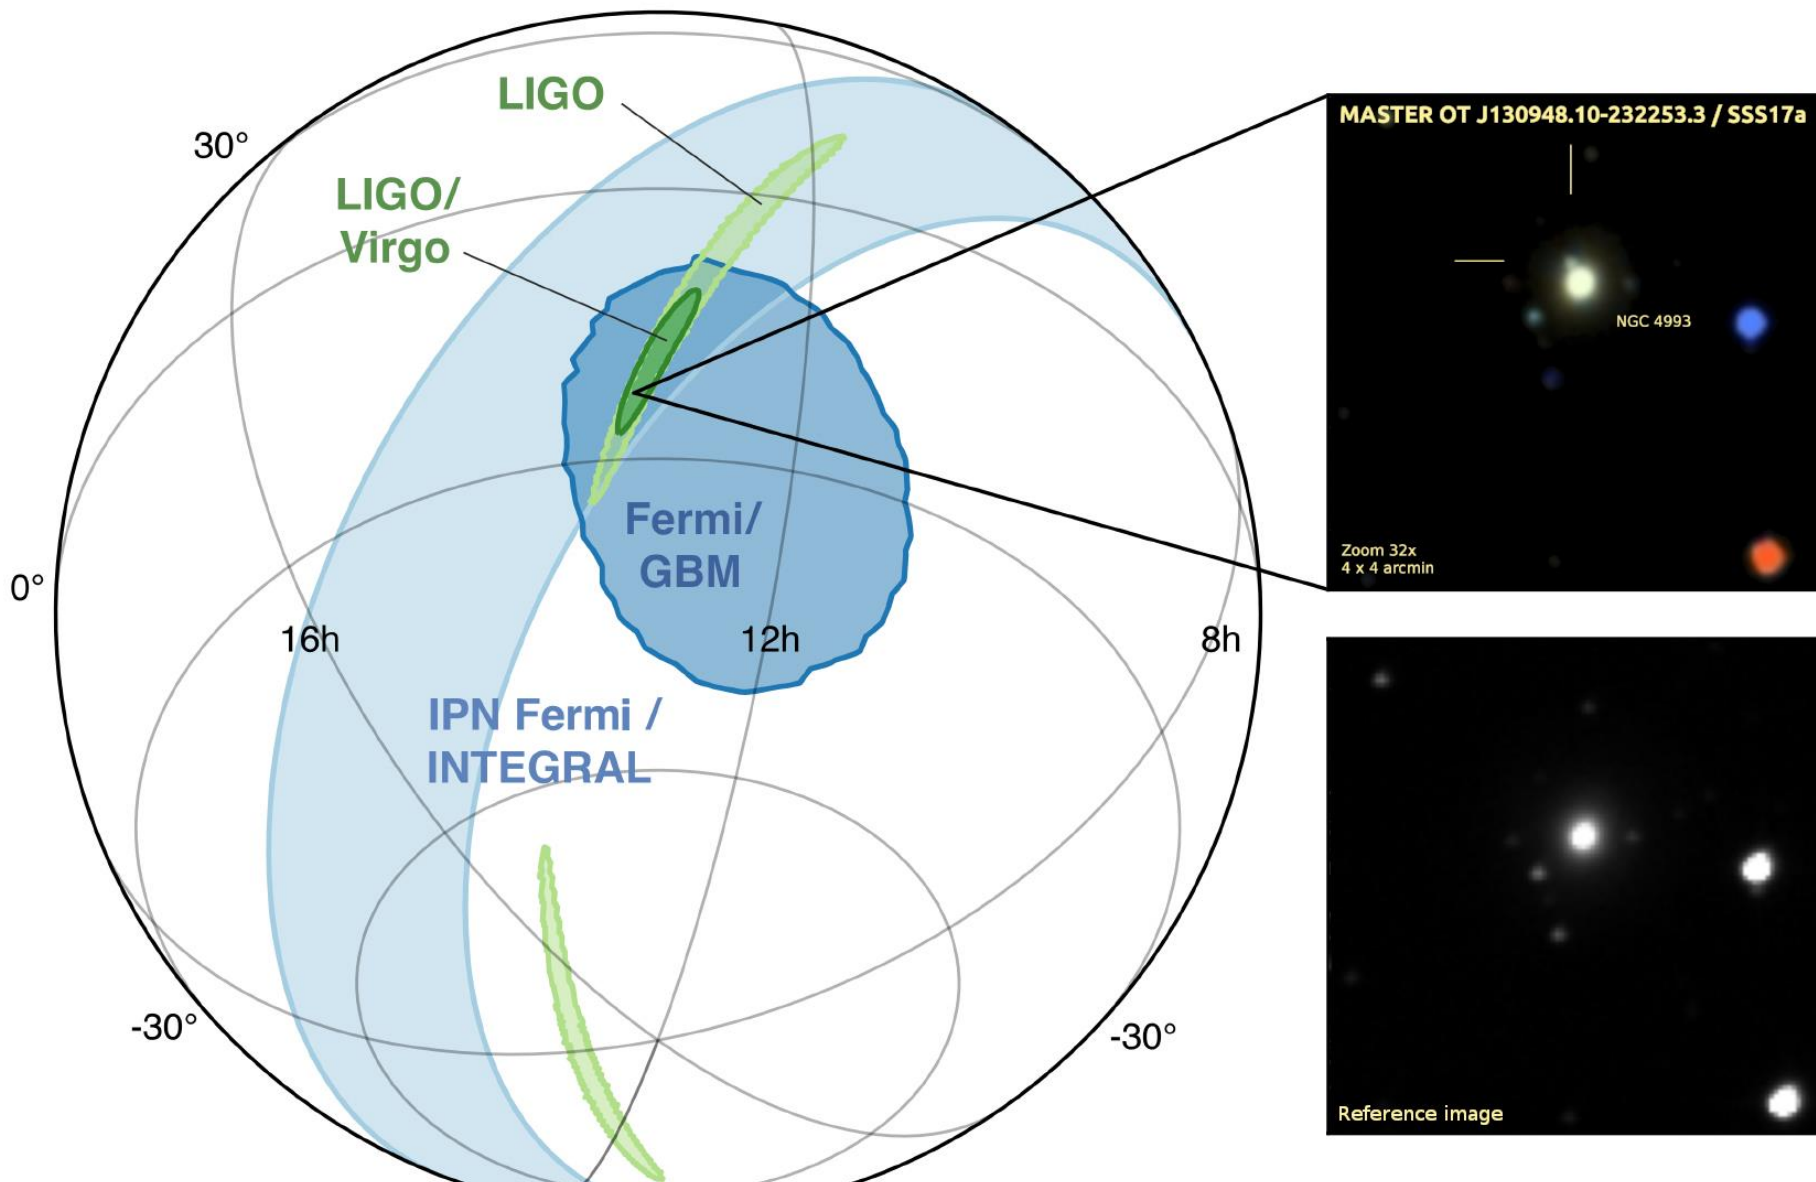 LIGO
30°
LIGO/
Virgo
Fermi/
GBM
0°
16h
12h
8h
IPN Fermi /
INTEGRAL
-30°
-30°
MASTER OT J130948.10-232253.3 / SSS17a
NGC 4993
Zoom 32x
4 x 4 arcmin
Reference image